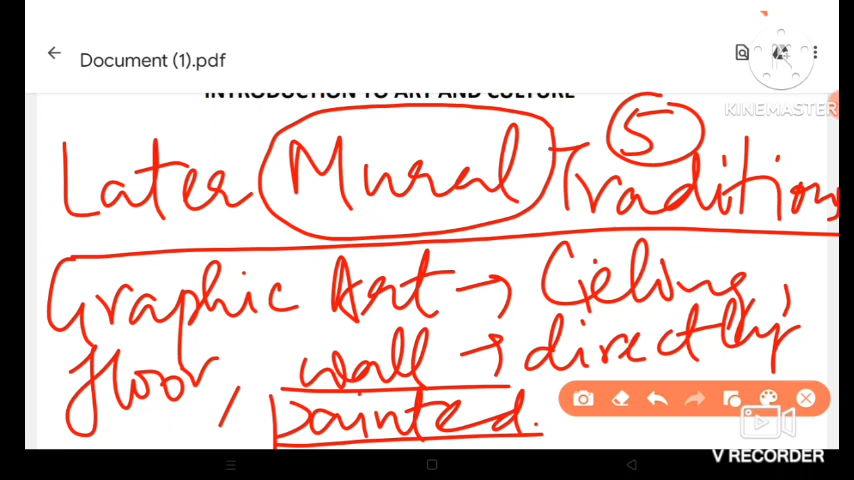 Document (1).pdf
KINEMASTER
INTRODUCTION TO ART AND CULTURE
5
Later Mural Traditions
Graphic Art → Cieling,
floor, wall → directly
painted.
V RECORDER